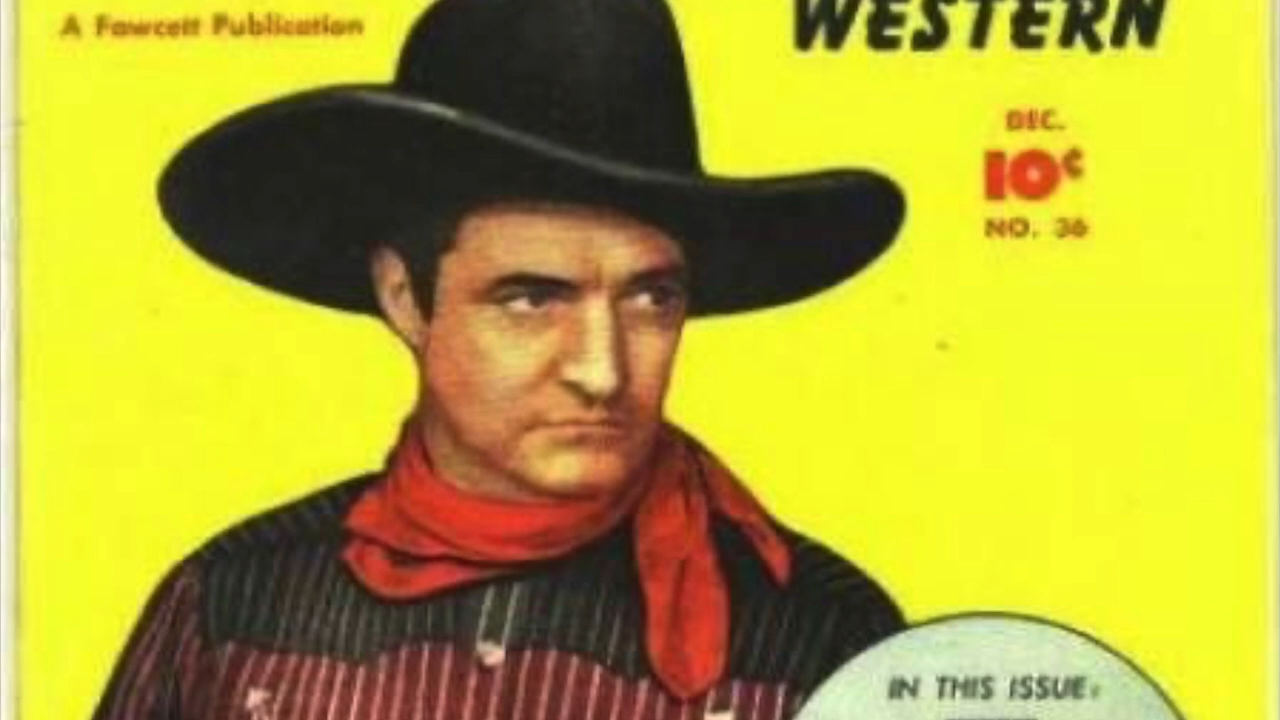 A Fawcett Publication
WESTERN
DEC.
10¢
NO. 36
IN THIS ISSUE: